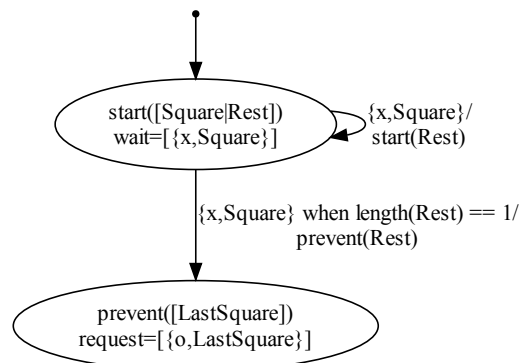 start([Square|Rest])
wait=[{x,Square}]
{x,Square}/
start(Rest)
{x,Square} when length(Rest) == 1/
prevent(Rest)
prevent([LastSquare])
request=[{o,LastSquare}]